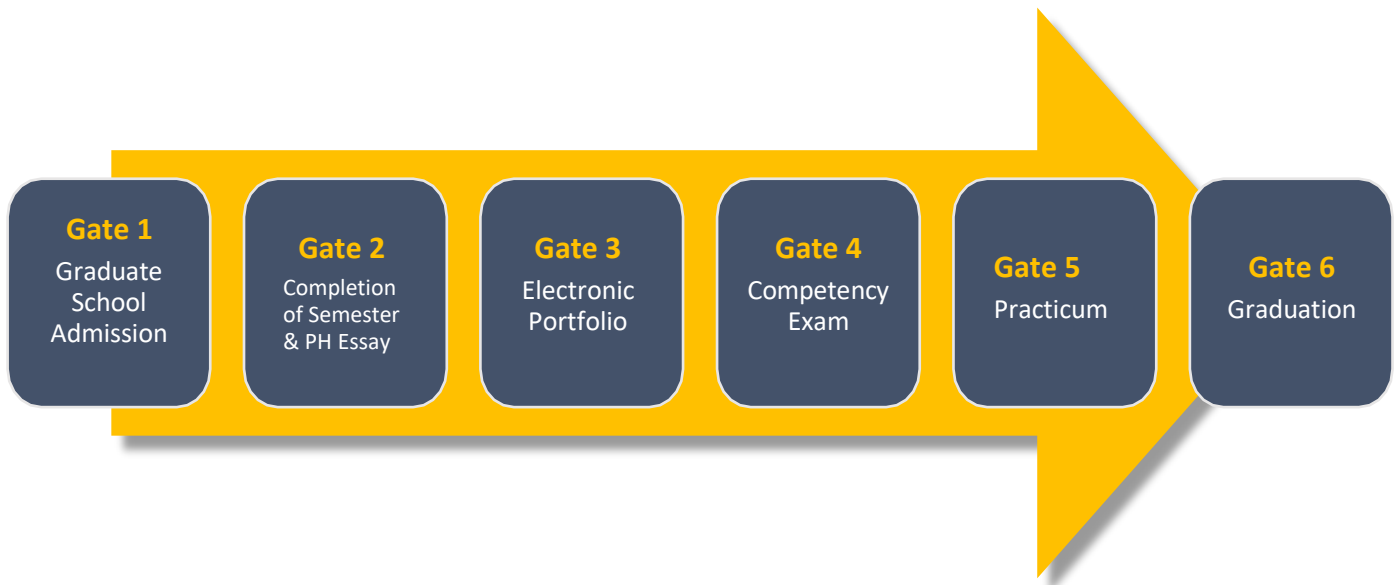 Gate 1
Graduate
School
Admission
Gate 2
Completion
of Semester
& PH Essay
Gate 3
Electronic
Portfolio
Gate 4
Competency
Exam
Gate 5
Practicum
Gate 6
Graduation